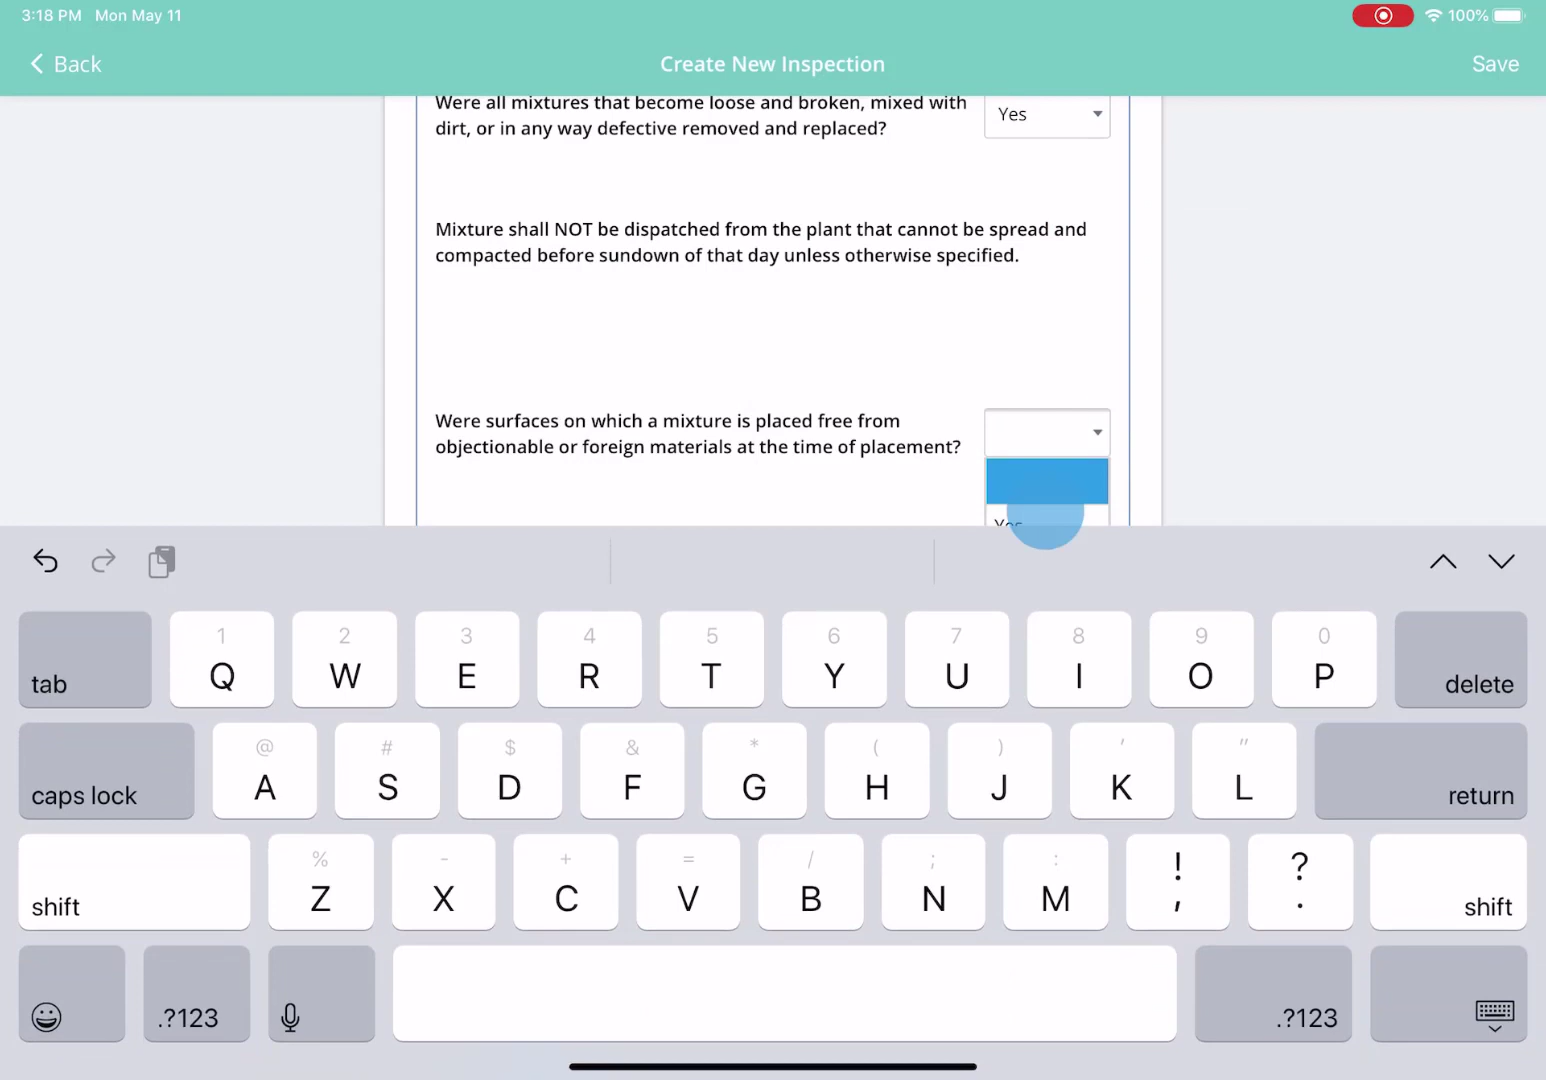 3:18 PM Mon May 11
100%
Back
Create New Inspection
Save
Were all mixtures that become loose and broken, mixed with
dirt, or in any way defective removed and replaced?
Yes
Mixture shall NOT be dispatched from the plant that cannot be spread and
compacted before sundown of that day unless otherwise specified.
Were surfaces on which a mixture is placed free from
objectionable or foreign materials at the time of placement?
Yes
1 2 3 4 5 6 7 8 9 0
tab Q W E R T Y U I O P delete
@ # $ & * ( ) ' "
caps lock A S D F G H J K L return
% - + = / ; : ! ?
shift Z X C V B N M , . shift
.?123 .?123